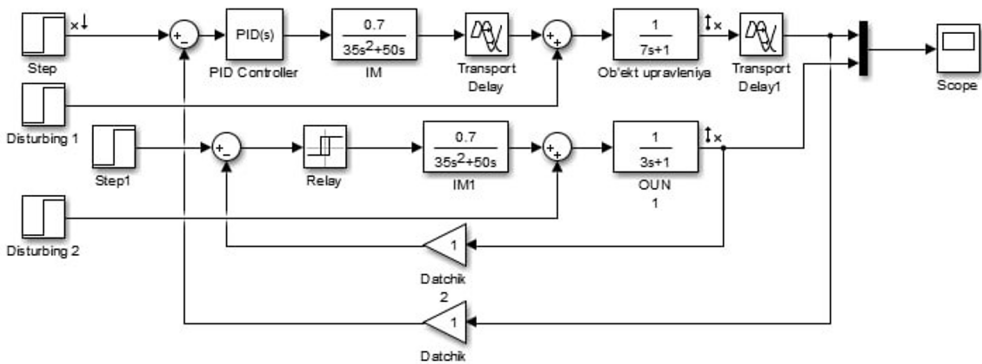 x↓
Step
+
-
PID(s)
PID Controller
0.7
35s²+50s
IM
Transport
Delay
+
+
1
7s+1
Ob'ekt upravleniya
↕x
Transport
Delay1
Scope
Disturbing 1
Step1
+
-
Relay
0.7
35s²+50s
IM1
+
+
1
3s+1
OUN
1
↕x
Disturbing 2
1
Datchik
2
1
Datchik